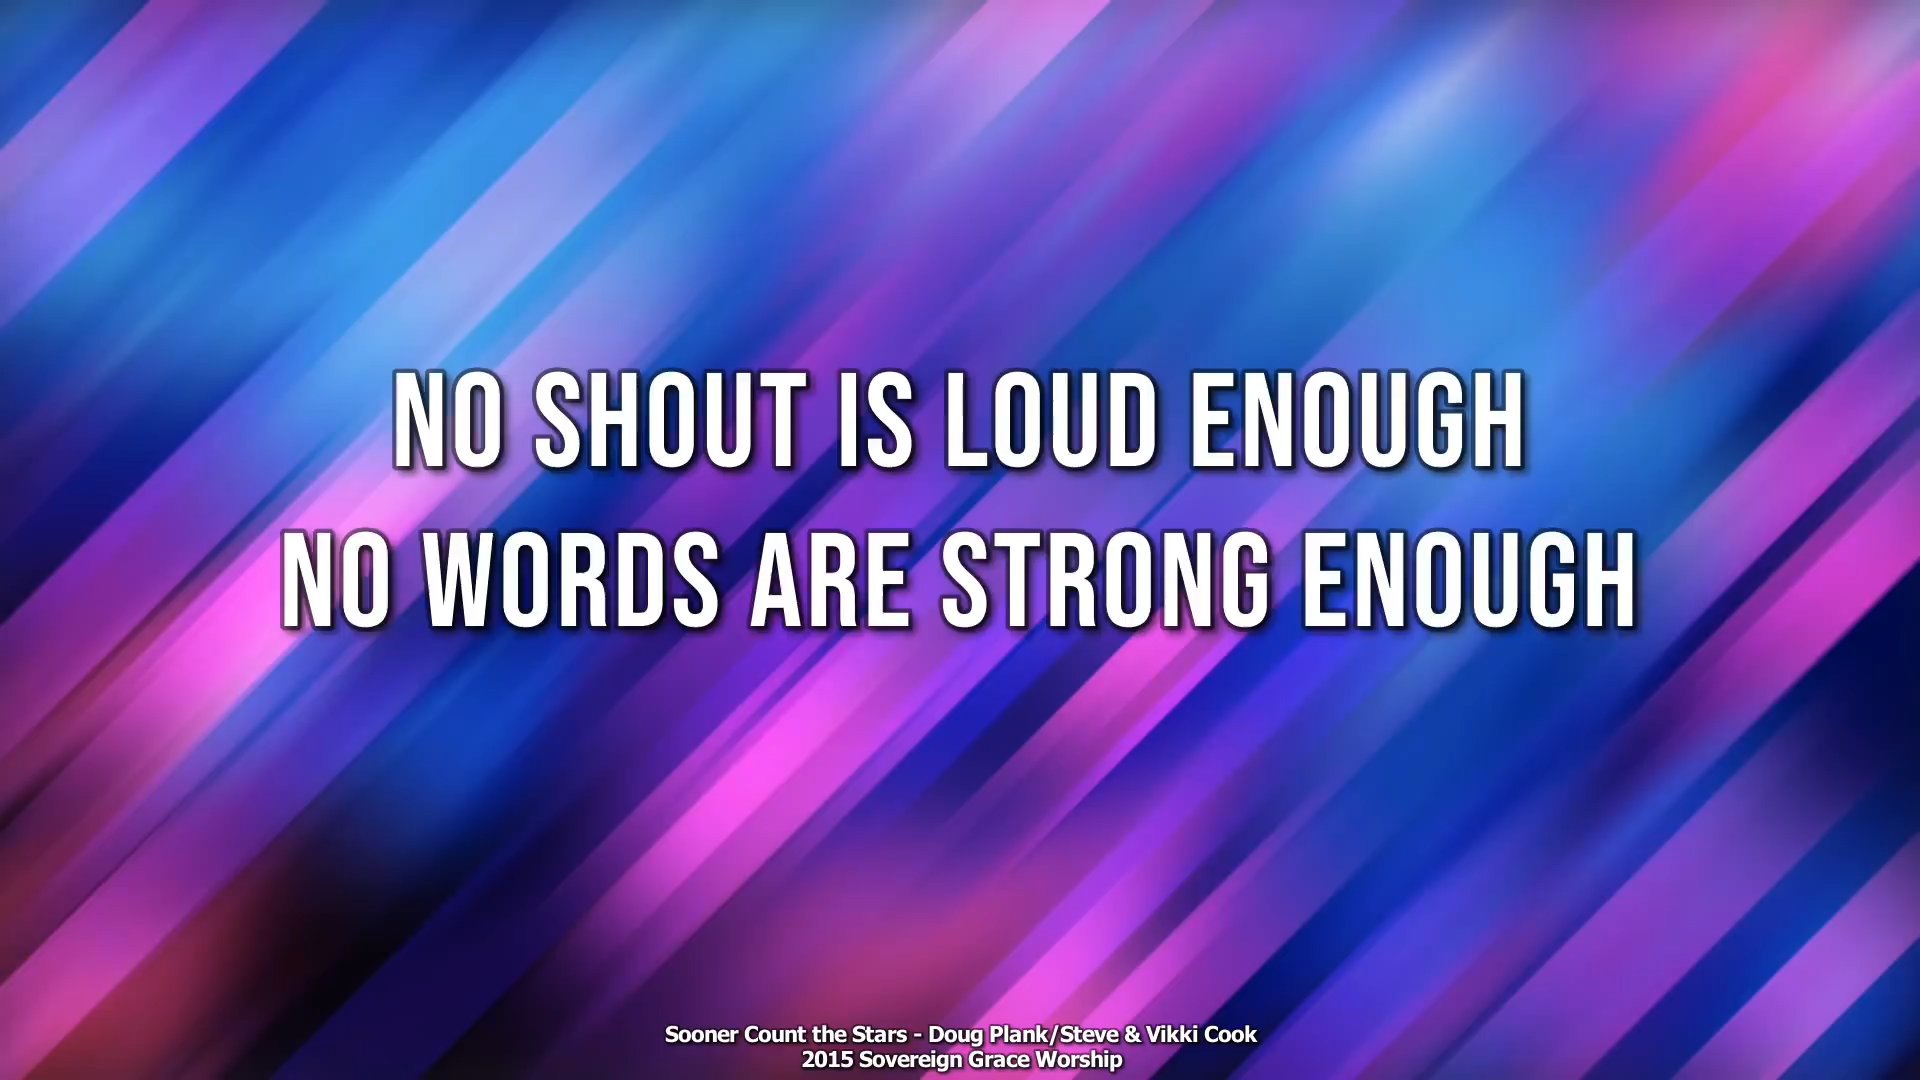 NO SHOUT IS LOUD ENOUGH
NO WORDS ARE STRONG ENOUGH
Sooner Count the Stars - Doug Plank/Steve & Vikki Cook
2015 Sovereign Grace Worship